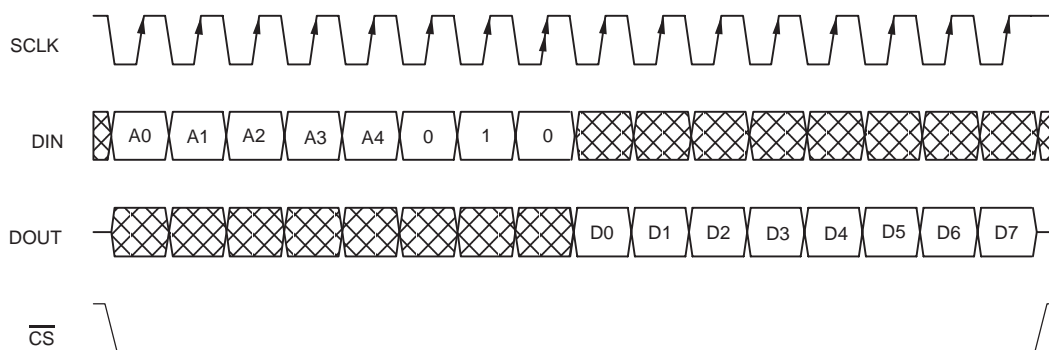 SCLK
DIN A0 A1 A2 A3 A4 0 1 0
DOUT D0 D1 D2 D3 D4 D5 D6 D7
CS